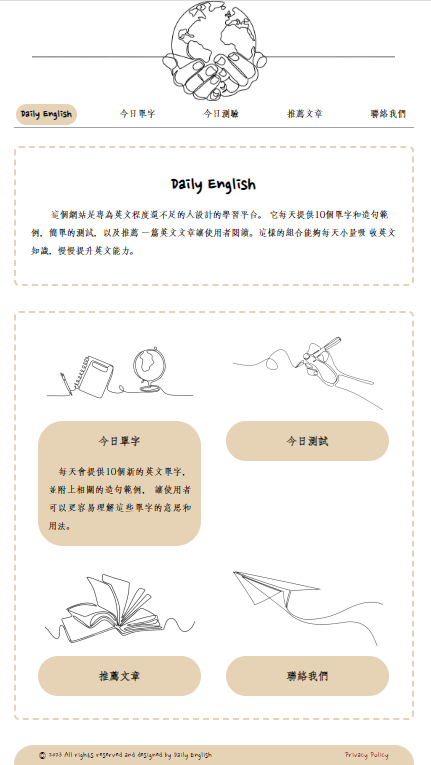 Daily English
今日單字
今日測驗
推薦文章
聯絡我們
Daily English
這個網站是專為英文程度還不足的人設計的學習平台。 它每天提供10個單字和造句範
例, 簡單的測試, 以及推薦 一篇英文文章讓使用者閱讀。這樣的組合能夠每天小量吸 收英文
知識, 慢慢提升英文能力。
今日單字
今日測試
每天會提供10個新的英文單字,
並附上相關的造句範例, 讓使用者
可以更容易理解這些單字的意思和
用法。
推薦文章
聯絡我們
© 2023 All rights reserved and designed by Daily English
Privacy Policy